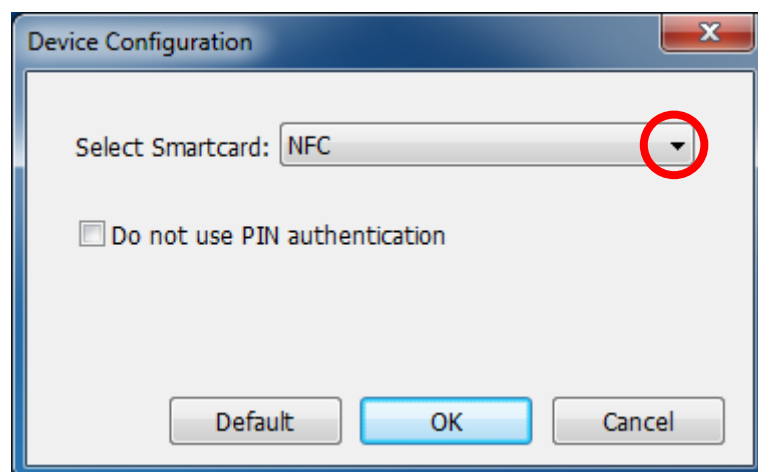 Device Configuration
Select Smartcard: NFC
Do not use PIN authentication
Default OK Cancel